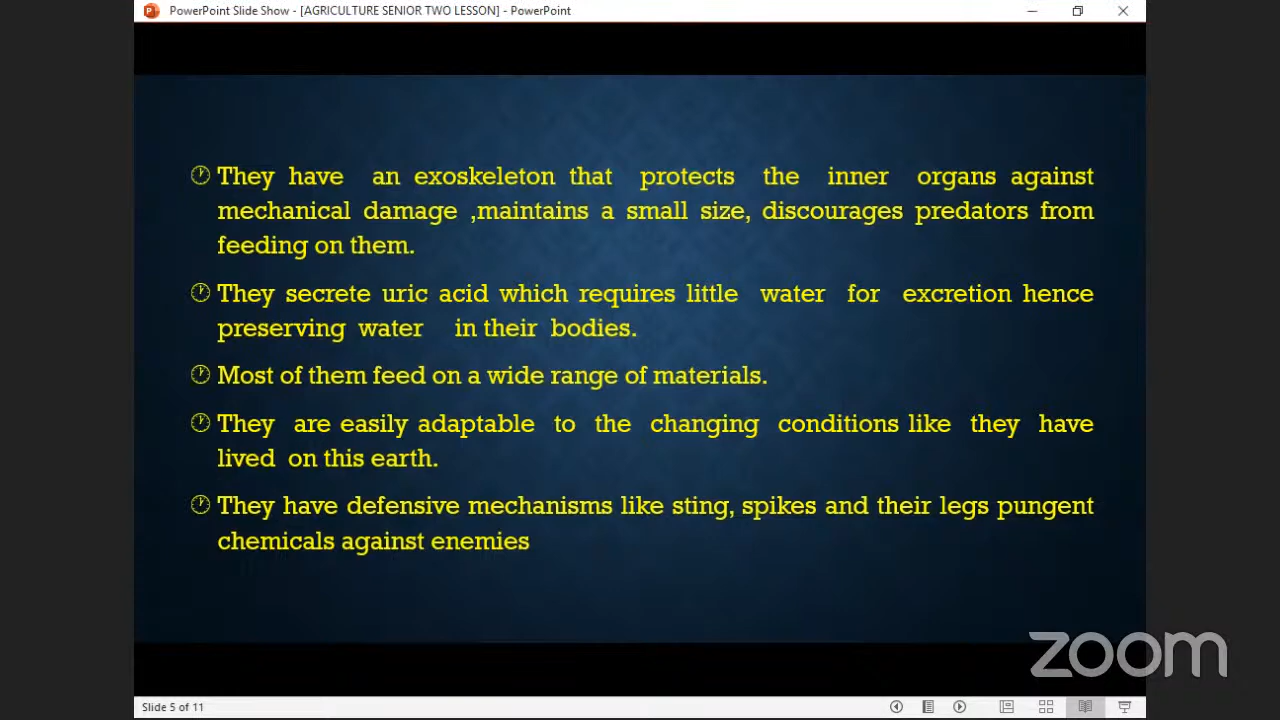 PowerPoint Slide Show - [AGRICULTURE SENIOR TWO LESSON] - PowerPoint
They have an exoskeleton that protects the inner organs against
mechanical damage ,maintains a small size, discourages predators from
feeding on them.
They secrete uric acid which requires little water for excretion hence
preserving water in their bodies.
Most of them feed on a wide range of materials.
They are easily adaptable to the changing conditions like they have
lived on this earth.
They have defensive mechanisms like sting, spikes and their legs pungent
chemicals against enemies
zoom
Slide 5 of 11